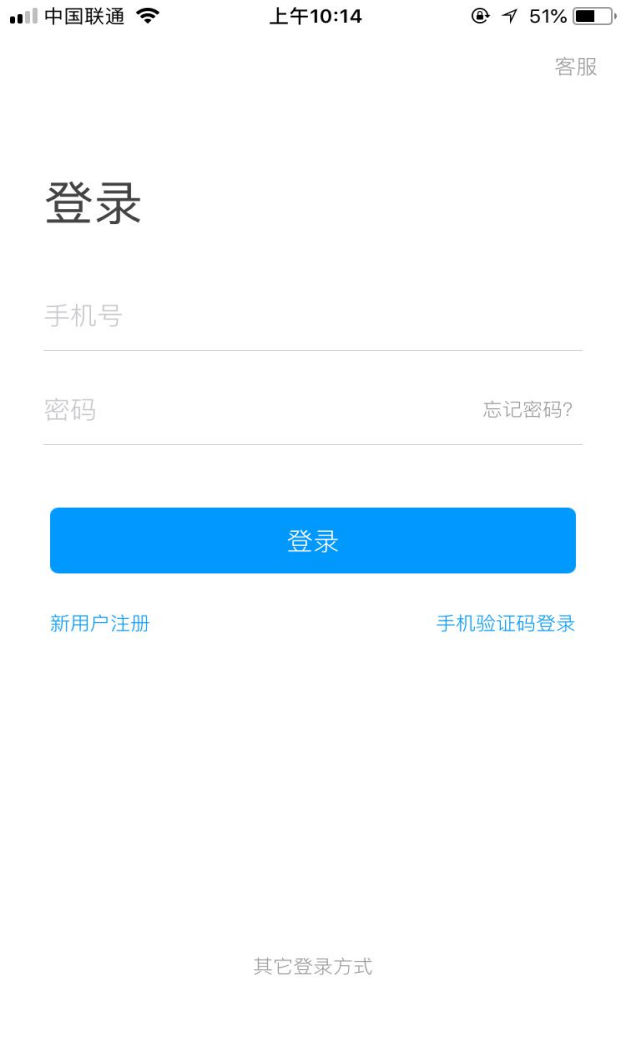 中国联通 上午10:14 51%
客服
登录
手机号
密码 忘记密码?
登录
新用户注册 手机验证码登录
其它登录方式